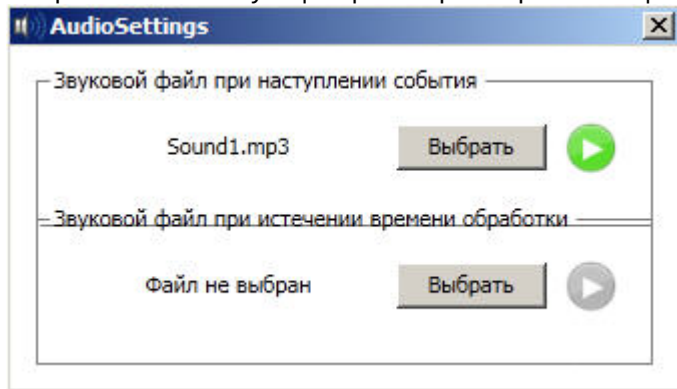 AudioSettings
Звуковой файл при наступлении события
Sound1.mp3 Выбрать
Звуковой файл при истечении времени обработки
Файл не выбран Выбрать